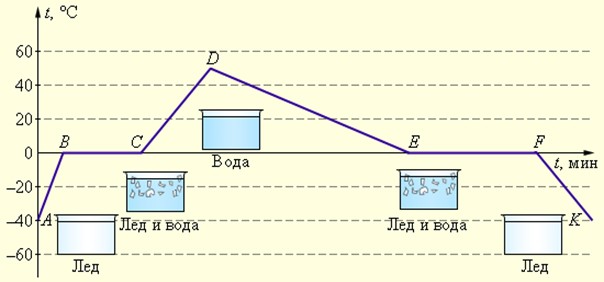 t, °C
60
D
40
20
B
C
E
F
0
Вода
t, мин
−20
−40
A
K
Лед и вода
Лед и вода
−60
Лед
Лед